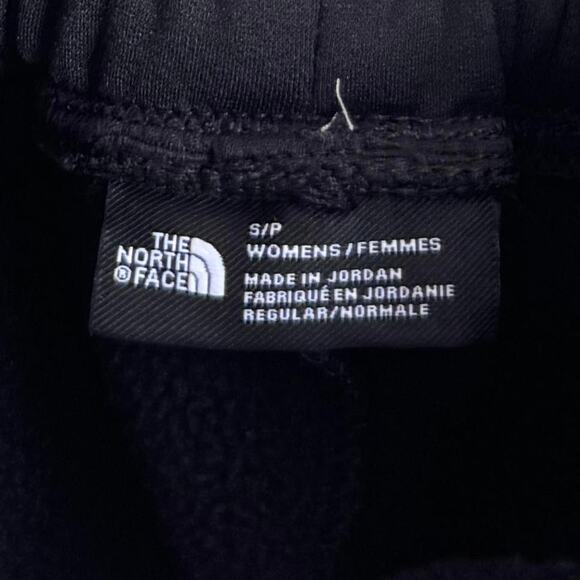 THE
NORTH
® FACE
S/P
WOMENS/FEMMES
MADE IN JORDAN
FABRIQUÉ EN JORDANIE
REGULAR/NORMALE